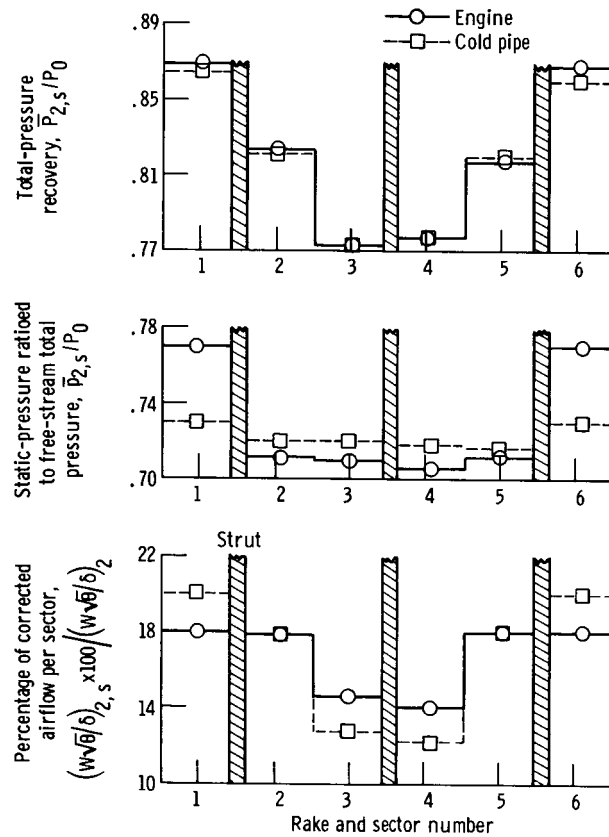 Engine
Cold pipe
Total-pressure
recovery, P̅2,s/P0
.89
.85
.81
.77
1 2 3 4 5 6
Static-pressure ratioed
to free-stream total
pressure, p̅2,s/P0
.78
.74
.70
1 2 3 4 5 6
Strut
Percentage of corrected
airflow per sector,
(W√θ/δ)2,s x100/(W√θ/δ)2
22
18
14
10
1 2 3 4 5 6
Rake and sector number